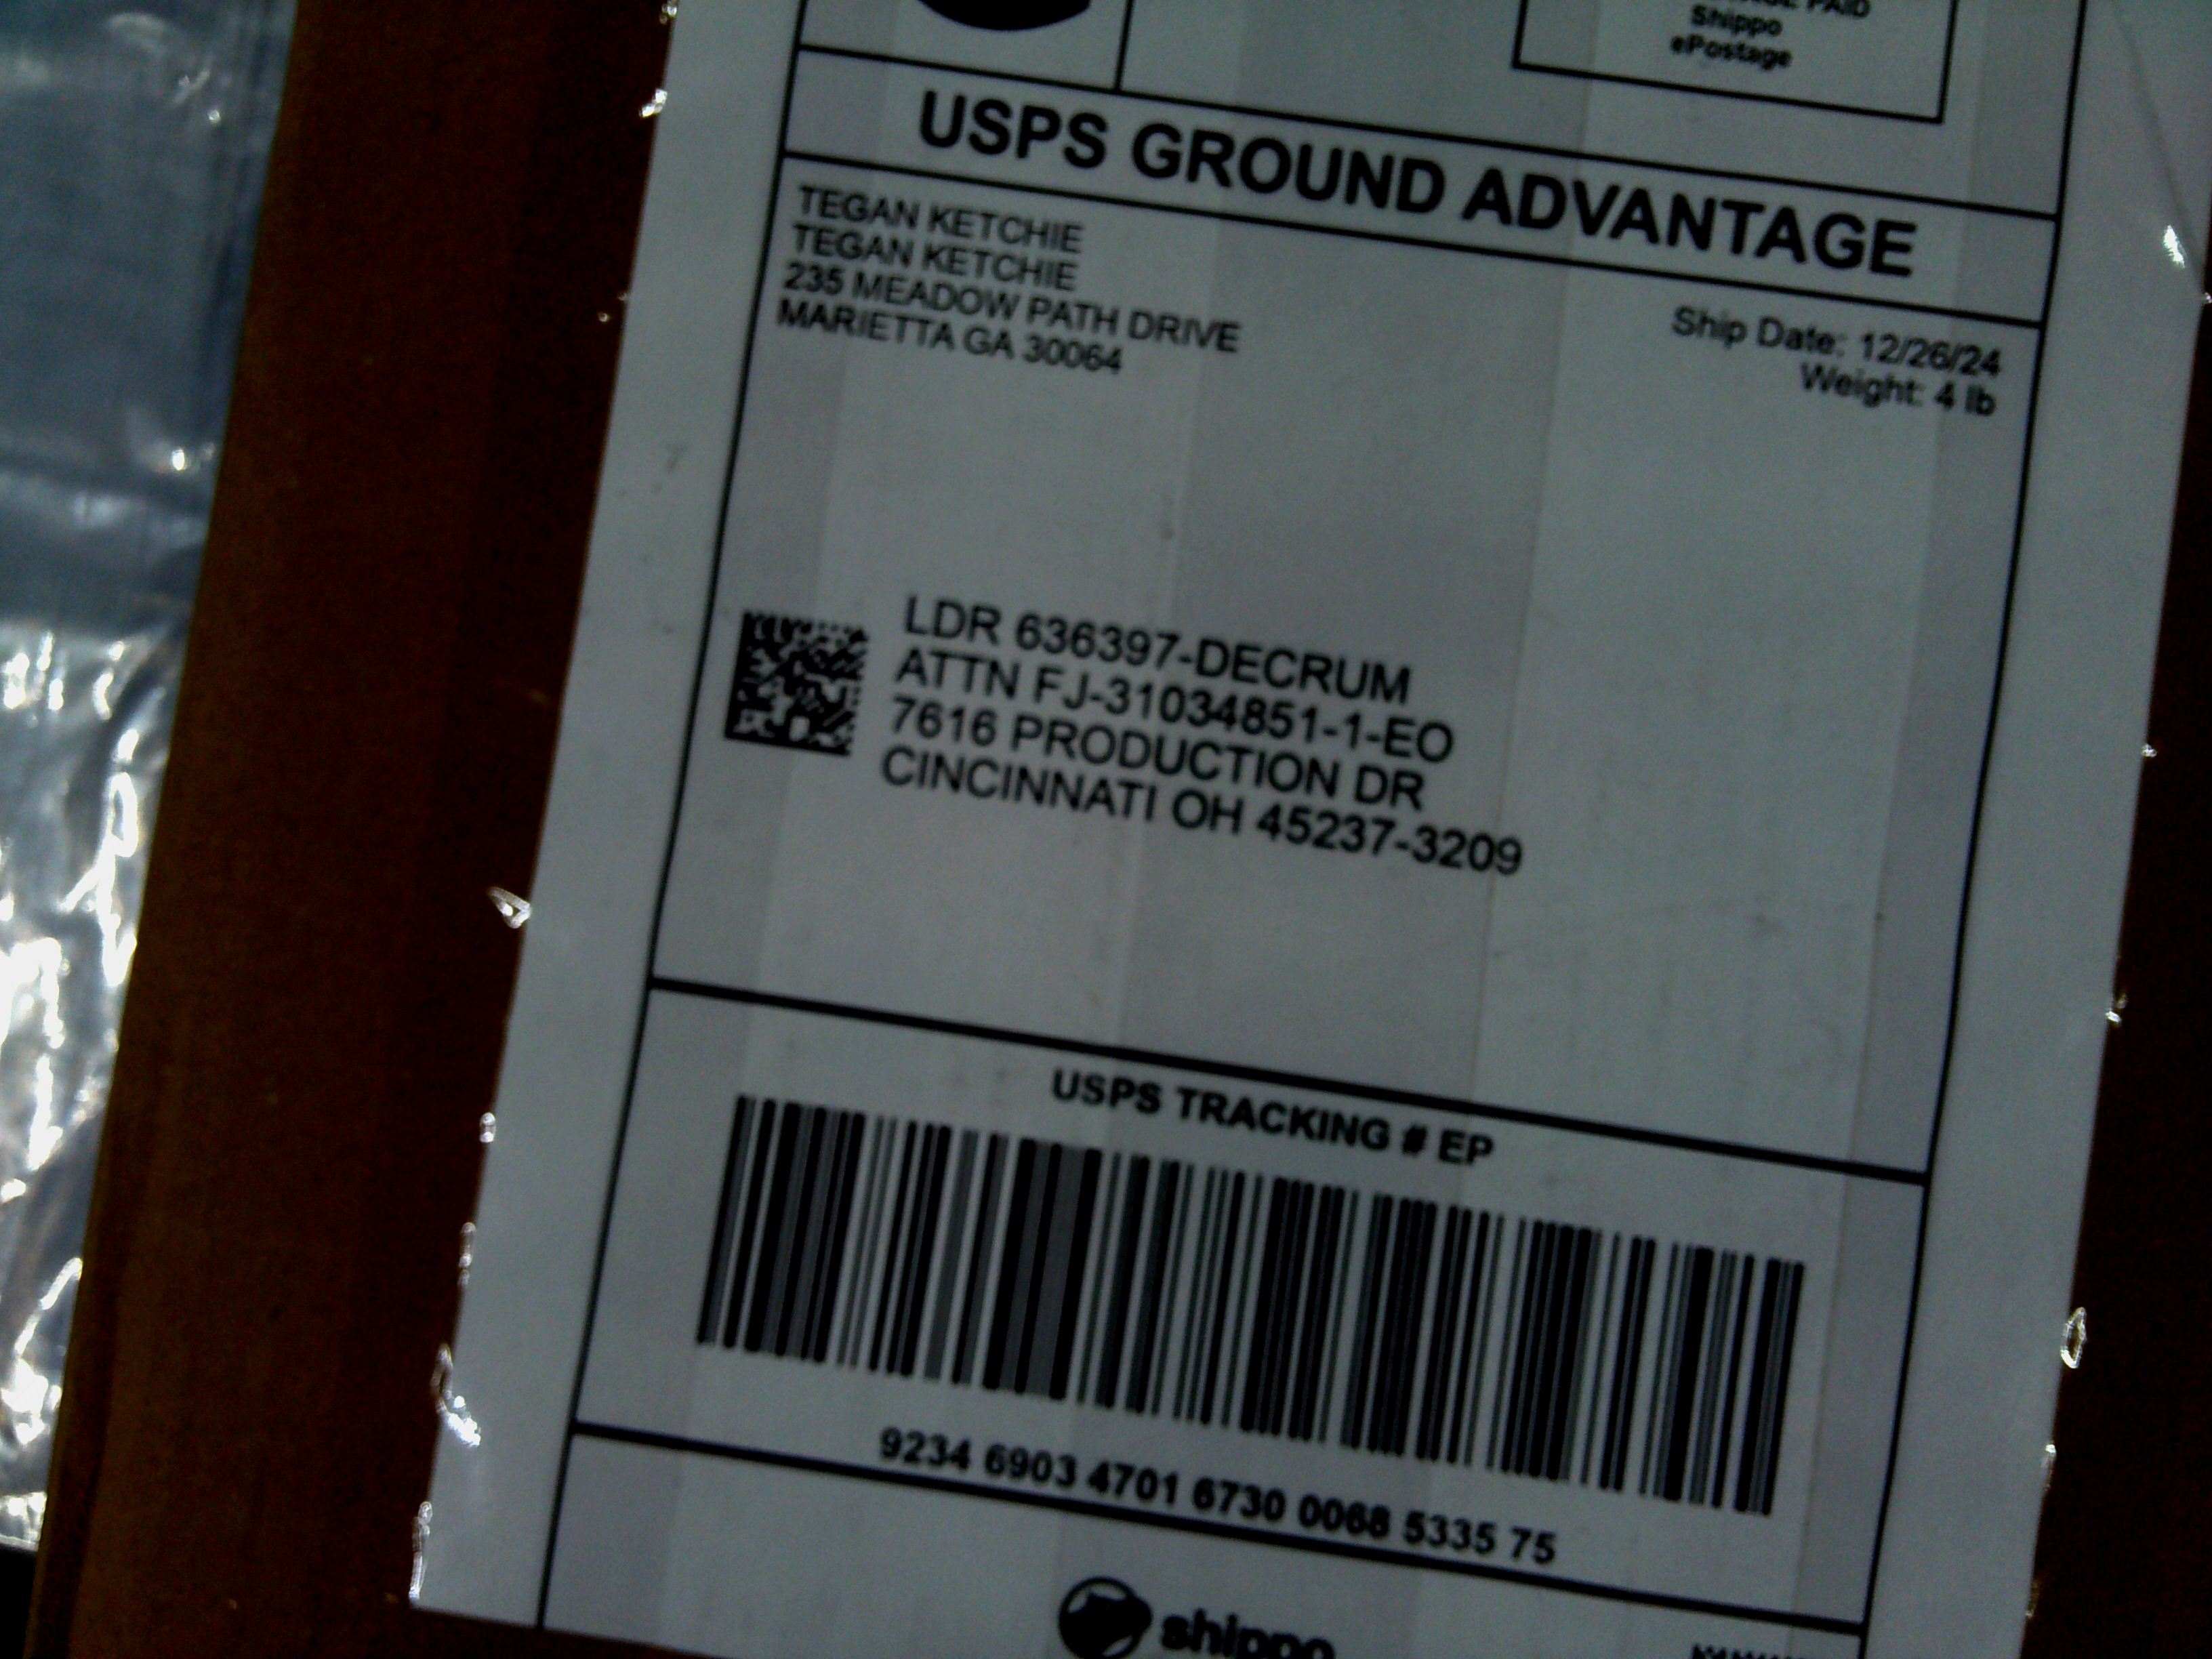 PAID
Shippo
ePostage
USPS GROUND ADVANTAGE
TEGAN KETCHIE
TEGAN KETCHIE
235 MEADOW PATH DRIVE
MARIETTA GA 30064
Ship Date: 12/26/24
Weight: 4 lb
LDR 636397-DECRUM
ATTN FJ-31034851-1-EO
7616 PRODUCTION DR
CINCINNATI OH 45237-3209
USPS TRACKING # EP
9234 6903 4701 6730 0068 5335 75
shippo